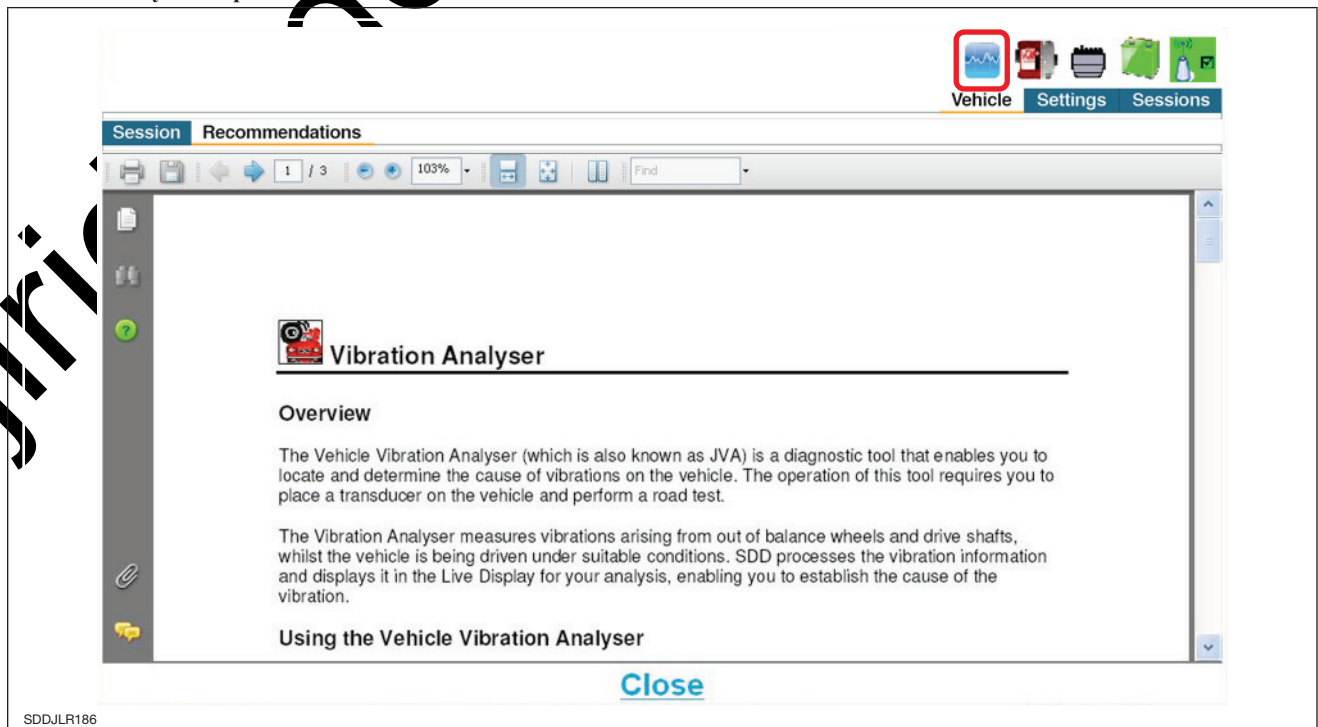 Vehicle Settings Sessions
Session Recommendations
1 / 3 103% Find
Vibration Analyser
Overview
The Vehicle Vibration Analyser (which is also known as JVA) is a diagnostic tool that enables you to
locate and determine the cause of vibrations on the vehicle. The operation of this tool requires you to
place a transducer on the vehicle and perform a road test.
The Vibration Analyser measures vibrations arising from out of balance wheels and drive shafts,
whilst the vehicle is being driven under suitable conditions. SDD processes the vibration information
and displays it in the Live Display for your analysis, enabling you to establish the cause of the
vibration.
Using the Vehicle Vibration Analyser
Close
SDDJLR186